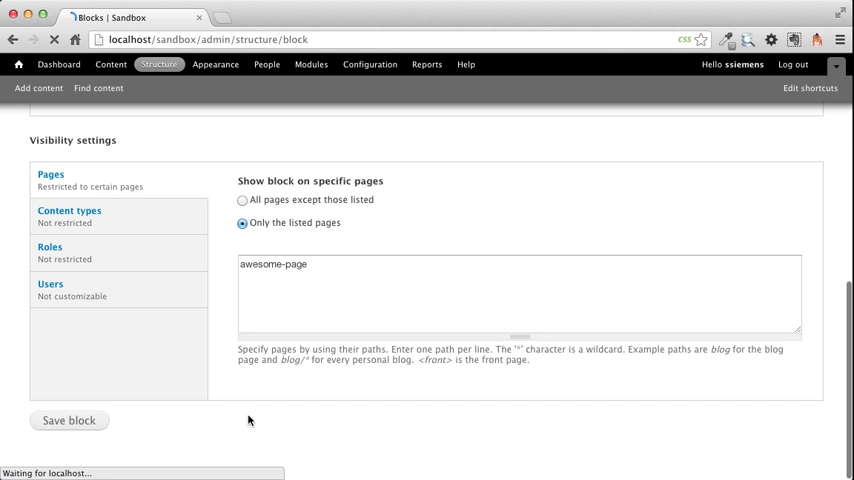 Blocks | Sandbox
localhost/sandbox/admin/structure/block
css
Dashboard Content Structure Appearance People Modules Configuration Reports Help Hello ssiemens Log out
Add content Find content Edit shortcuts
Visibility settings
Pages
Restricted to certain pages
Content types
Not restricted
Roles
Not restricted
Users
Not customizable
Show block on specific pages
All pages except those listed
Only the listed pages
awesome-page
Specify pages by using their paths. Enter one path per line. The '*' character is a wildcard. Example paths are blog for the blog
page and blog/* for every personal blog. <front> is the front page.
Save block
Waiting for localhost...